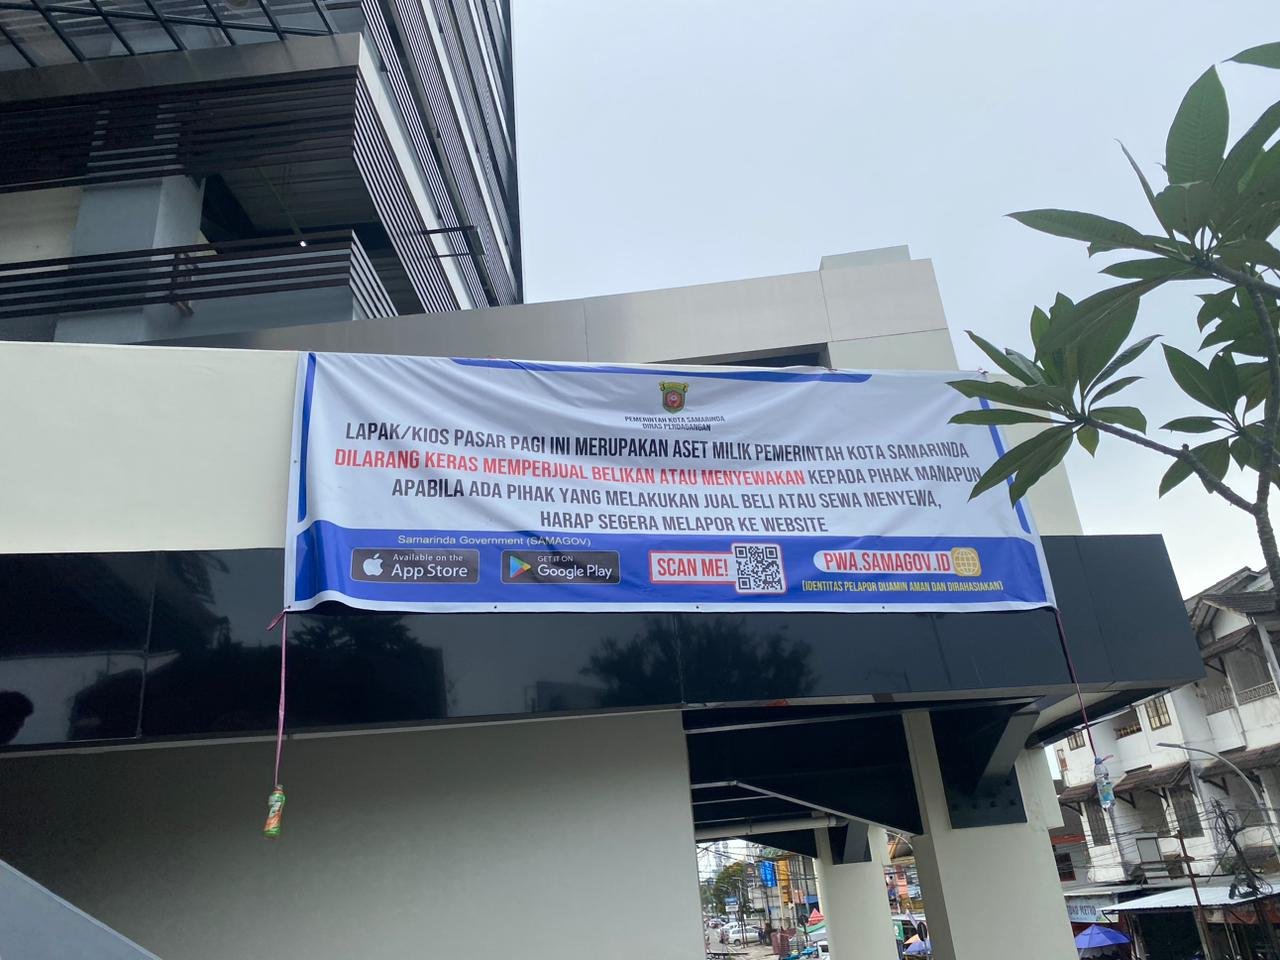 PEMERINTAH KOTA SAMARINDA
DINAS PERDAGANGAN
LAPAK/KIOS PASAR PAGI INI MERUPAKAN ASET MILIK PEMERINTAH KOTA SAMARINDA
DILARANG KERAS MEMPERJUAL BELIKAN ATAU MENYEWAKAN KEPADA PIHAK MANAPUN
APABILA ADA PIHAK YANG MELAKUKAN JUAL BELI ATAU SEWA MENYEWA,
HARAP SEGERA MELAPOR KE WEBSITE
Samarinda Government (SAMAGOV)
Available on the
App Store
GET IT ON
Google Play
SCAN ME!
PWA.SAMAGOV.ID
(IDENTITAS PELAPOR DIJAMIN AMAN DAN DIRAHASIAKAN)
METRO